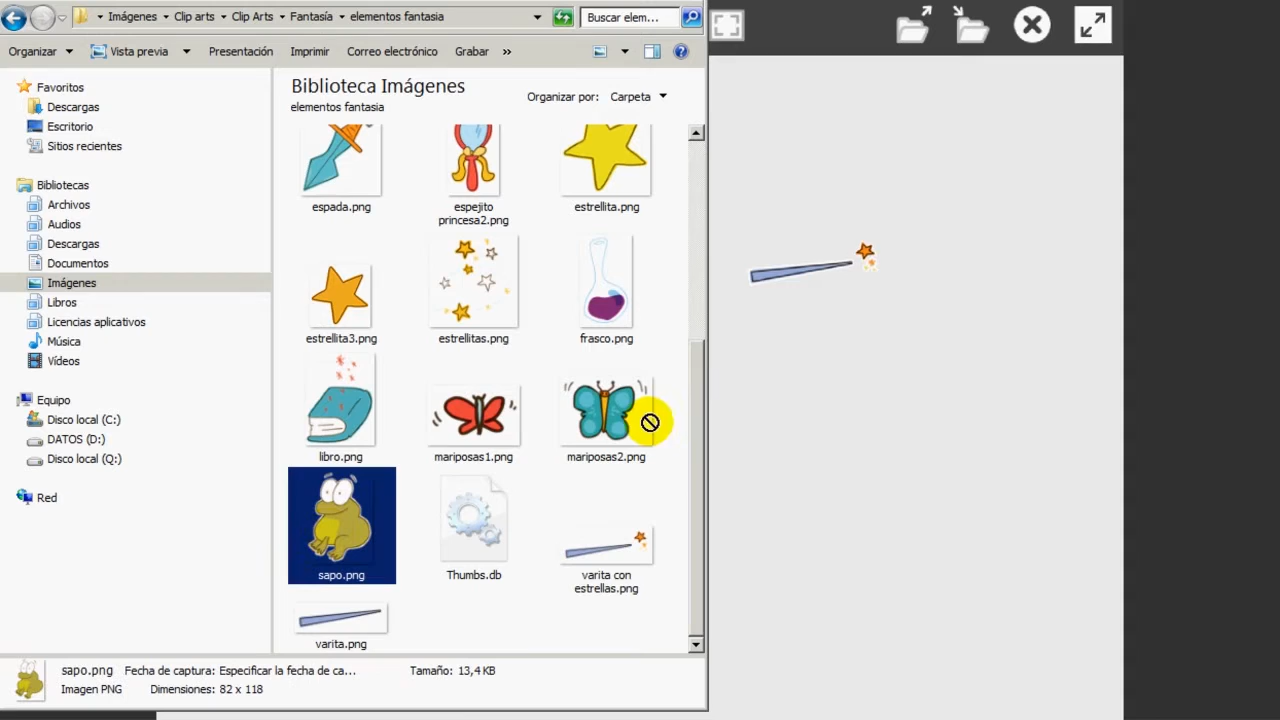 Imágenes Clip arts Clip Arts Fantasía elementos fantasia Buscar elem...
Organizar Vista previa Presentación Imprimir Correo electrónico Grabar »
Favoritos
Descargas
Escritorio
Sitios recientes
Bibliotecas
Archivos
Audios
Descargas
Documentos
Imágenes
Libros
Licencias aplicativos
Música
Vídeos
Equipo
Disco local (C:)
DATOS (D:)
Disco local (Q:)
Red
Biblioteca Imágenes
elementos fantasia
Organizar por: Carpeta
espada.png
espejito
princesa2.png
estrellita.png
estrellita3.png
estrellitas.png
frasco.png
libro.png
mariposas1.png
mariposas2.png
sapo.png
Thumbs.db
varita con
estrellas.png
varita.png
sapo.png Fecha de captura: Especificar la fecha de ca... Tamaño: 13,4 KB
Imagen PNG Dimensiones: 82 x 118